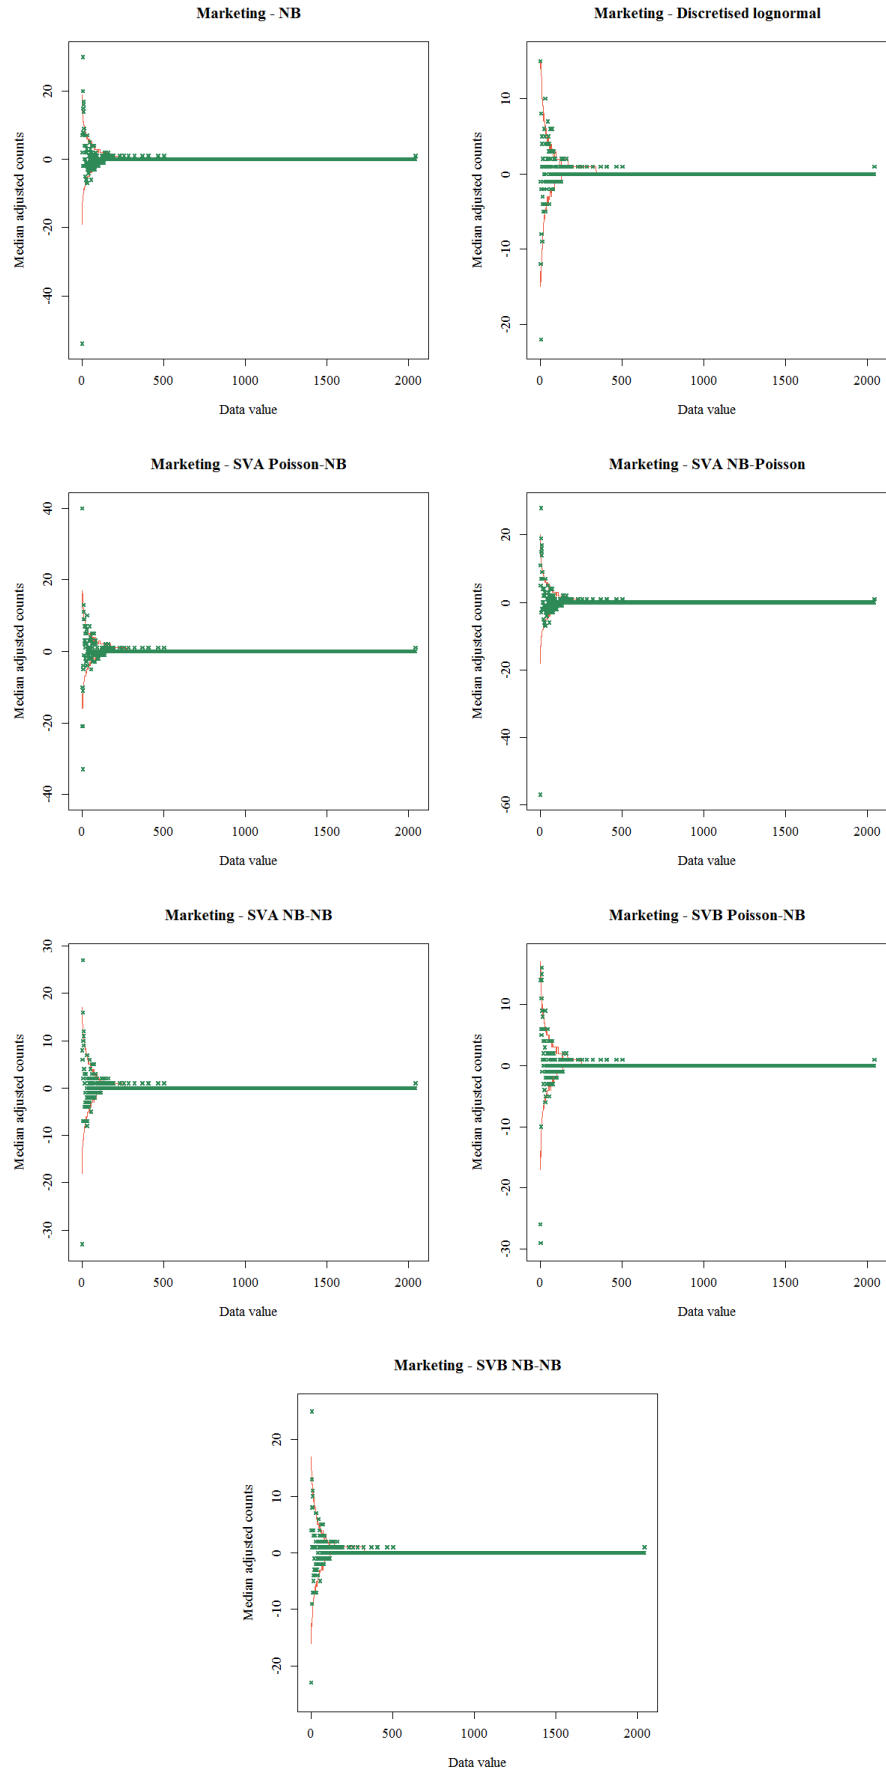 Marketing - NB
Median adjusted counts
20
0
-20
-40
0 500 1000 1500 2000
Data value
Marketing - Discretised lognormal
Median adjusted counts
10
0
-10
-20
0 500 1000 1500 2000
Data value
Marketing - SVA Poisson-NB
Median adjusted counts
40
20
0
-20
-40
0 500 1000 1500 2000
Data value
Marketing - SVA NB-Poisson
Median adjusted counts
20
0
-20
-40
-60
0 500 1000 1500 2000
Data value
Marketing - SVA NB-NB
Median adjusted counts
30
20
10
0
-10
-20
-30
0 500 1000 1500 2000
Data value
Marketing - SVB Poisson-NB
Median adjusted counts
10
0
-10
-20
-30
0 500 1000 1500 2000
Data value
Marketing - SVB NB-NB
Median adjusted counts
20
10
0
-10
-20
0 500 1000 1500 2000
Data value